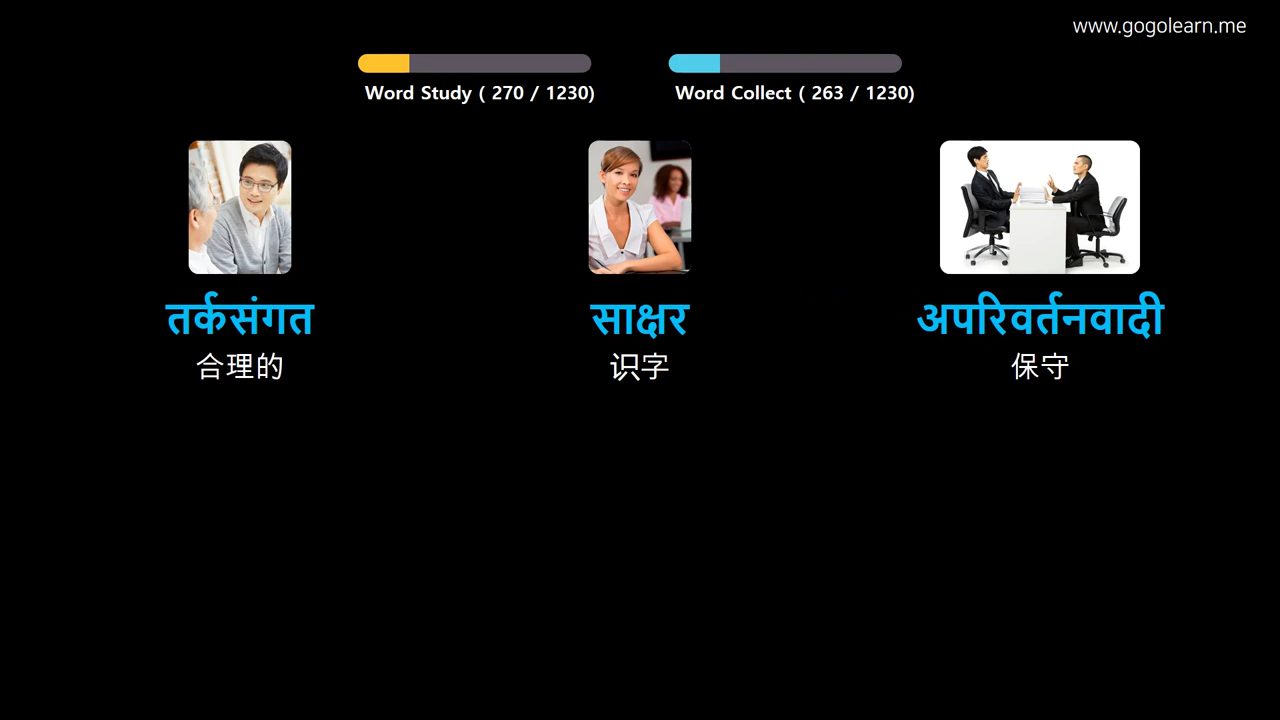 www.gogolearn.me
Word Study ( 270 / 1230)
Word Collect ( 263 / 1230)
तर्कसंगत
合理的
साक्षर
识字
अपरिवर्तनवादी
保守